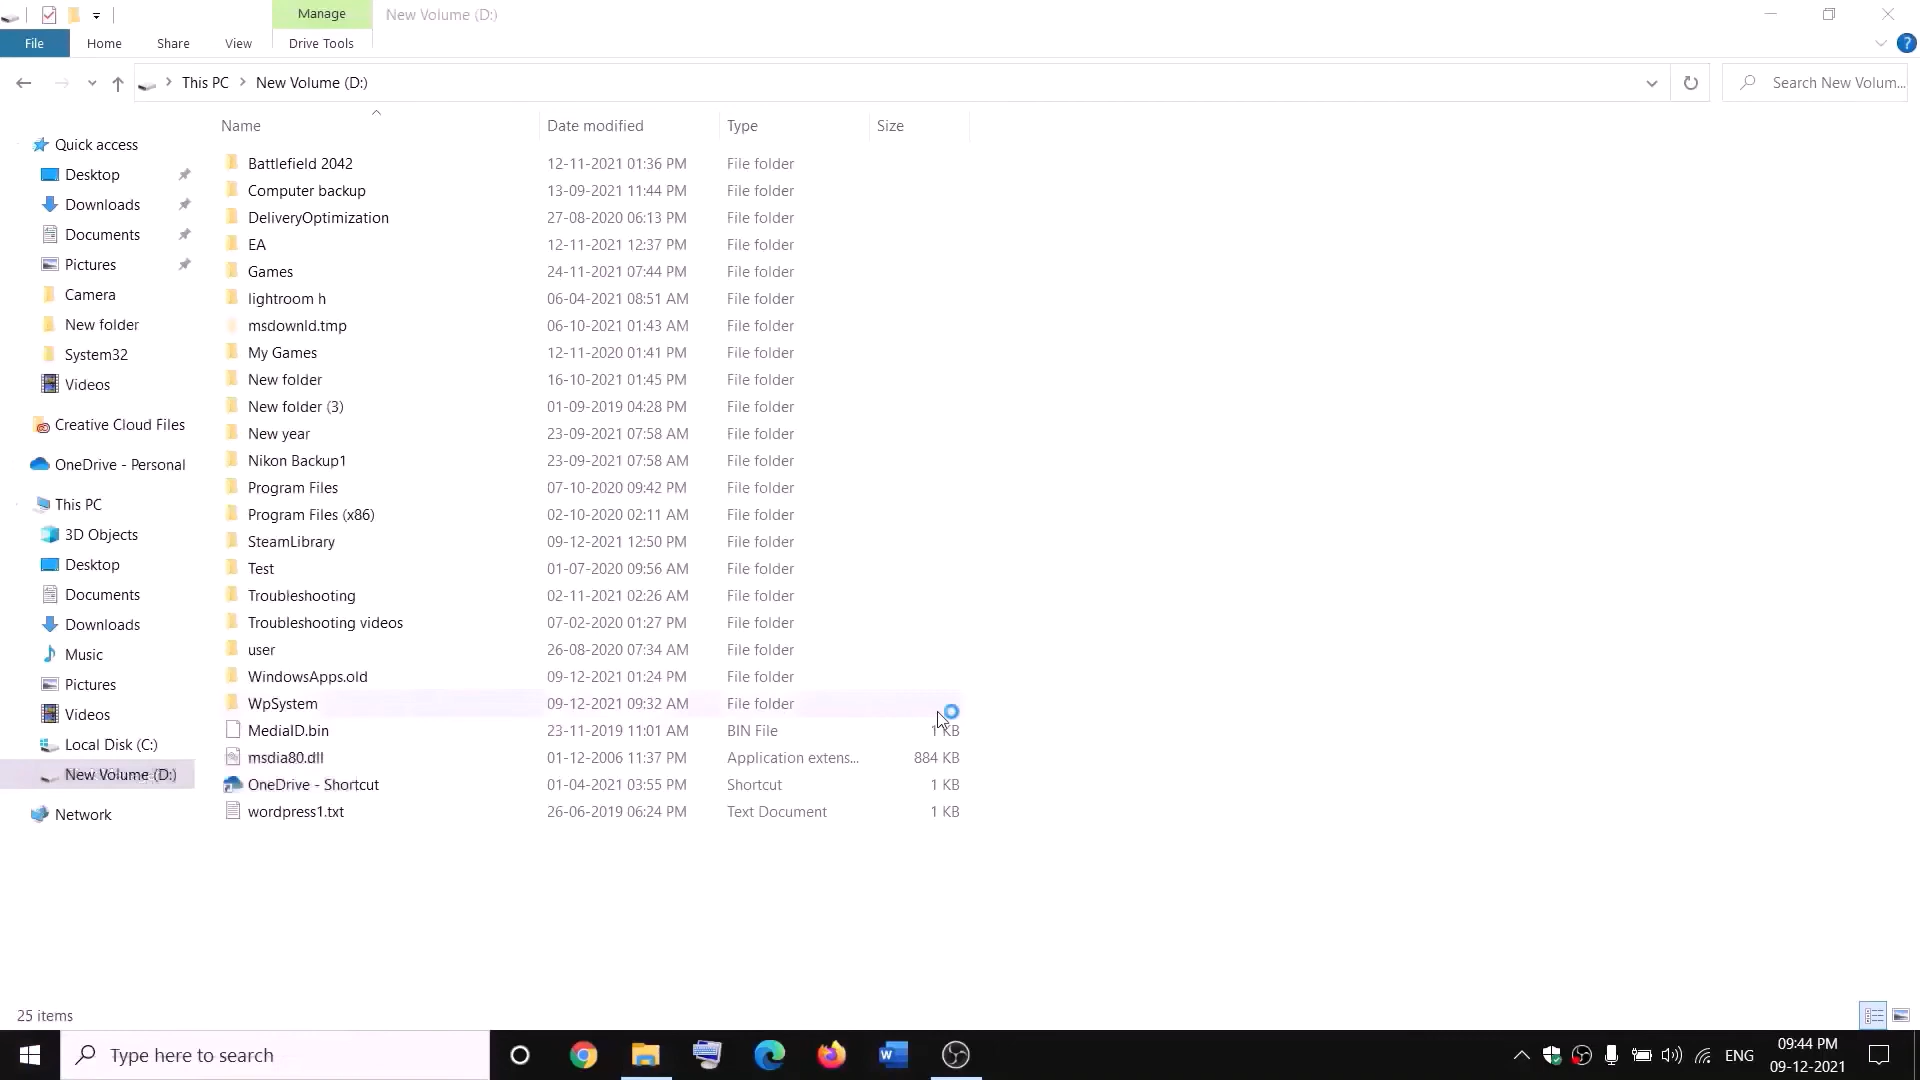 Manage
New Volume (D:)
File
Home
Share
View
Drive Tools
This PC
New Volume (D:)
Search New Volum...
Name
Date modified
Type
Size
Quick access
Desktop
Downloads
Documents
Pictures
Camera
New folder
System32
Videos
Creative Cloud Files
OneDrive - Personal
This PC
3D Objects
Desktop
Documents
Downloads
Music
Pictures
Videos
Local Disk (C:)
New Volume (D:)
Network
Battlefield 2042 12-11-2021 01:36 PM File folder
Computer backup 13-09-2021 11:44 PM File folder
DeliveryOptimization 27-08-2020 06:13 PM File folder
EA 12-11-2021 12:37 PM File folder
Games 24-11-2021 07:44 PM File folder
lightroom h 06-04-2021 08:51 AM File folder
msdownld.tmp 06-10-2021 01:43 AM File folder
My Games 12-11-2020 01:41 PM File folder
New folder 16-10-2021 01:45 PM File folder
New folder (3) 01-09-2019 04:28 PM File folder
New year 23-09-2021 07:58 AM File folder
Nikon Backup1 23-09-2021 07:58 AM File folder
Program Files 07-10-2020 09:42 PM File folder
Program Files (x86) 02-10-2020 02:11 AM File folder
SteamLibrary 09-12-2021 12:50 PM File folder
Test 01-07-2020 09:56 AM File folder
Troubleshooting 02-11-2021 02:26 AM File folder
Troubleshooting videos 07-02-2020 01:27 PM File folder
user 26-08-2020 07:34 AM File folder
WindowsApps.old 09-12-2021 01:24 PM File folder
WpSystem 09-12-2021 09:32 AM File folder
MediaID.bin 23-11-2019 11:01 AM BIN File 1 KB
msdia80.dll 01-12-2006 11:37 PM Application extens... 884 KB
OneDrive - Shortcut 01-04-2021 03:55 PM Shortcut 1 KB
wordpress1.txt 26-06-2019 06:24 PM Text Document 1 KB
25 items
Type here to search
ENG
09:44 PM
09-12-2021